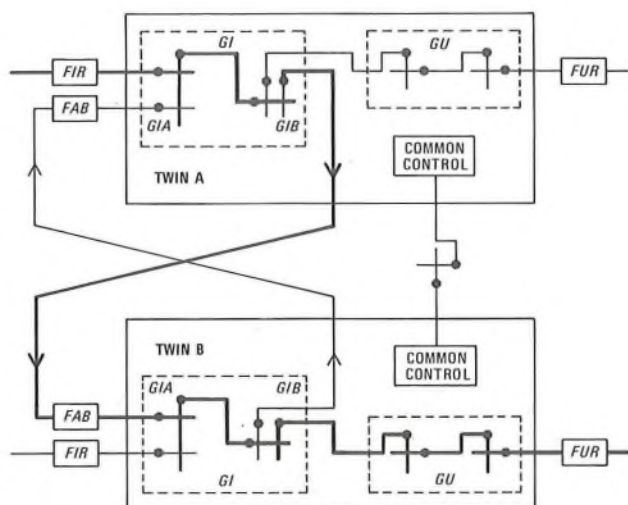 GI
GU
FIR
FUR
FAB
GIA
GIB
COMMON
CONTROL
TWIN A
TWIN B
COMMON
CONTROL
GIA
GIB
FAB
FIR
FUR
GI
GU